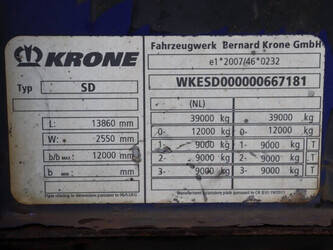 KRONE
Typ SD
L: 13860 mm
W: 2550 mm
b/b max: 12000 mm
b mm
Fahrzeugwerk Bernard Krone GmbH
e1*2007/46*0232
WKESD000000667181
(NL)
39000 kg 39000 kg
0- 12000 kg 0- 12000 kg
1- 9000 kg 1- 9000 kg T
2- 9000 kg 2- 9000 kg T
3- 9000 kg 3- 9000 kg T